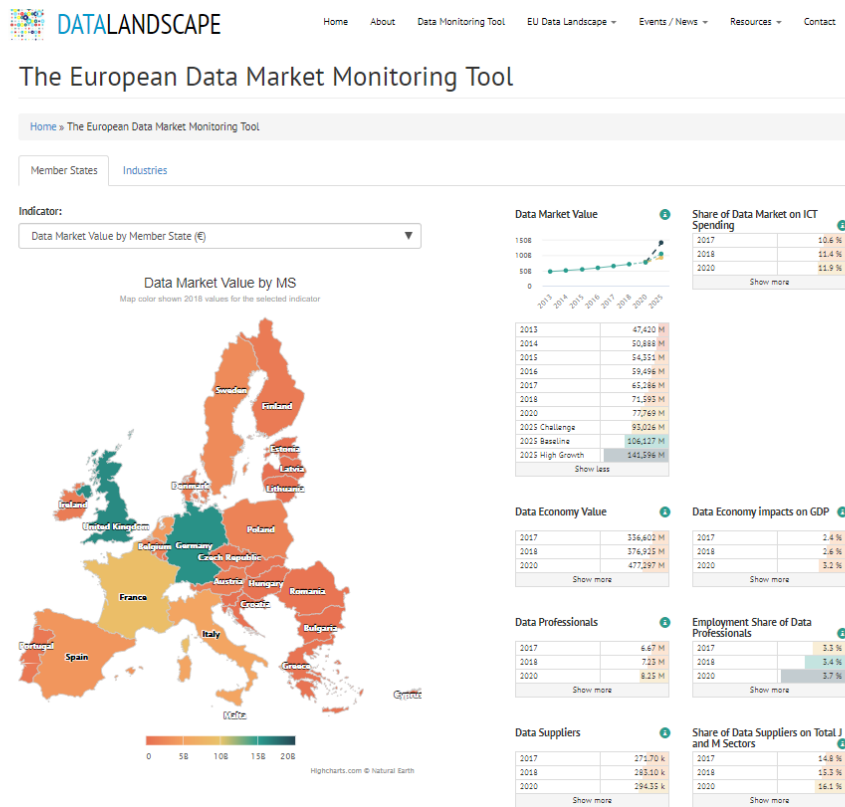 DATALANDSCAPE
Home About Data Monitoring Tool EU Data Landscape Events / News Resources Contact
The European Data Market Monitoring Tool
Home » The European Data Market Monitoring Tool
Member States Industries
Indicator:
Data Market Value by Member State (€)
Data Market Value by MS
Map color shown 2018 values for the selected indicator
Sweden
Finland
Estonia
Latvia
Lithuania
Denmark
Ireland
United Kingdom
Poland
Belgium Germany
Czech Republic
Austria Hungary
Romania
France
Croatia
Italy
Bulgaria
Portugal
Spain
Greece
Cyprus
Malta
0 5B 10B 15B 20B
Highcharts.com © Natural Earth
Data Market Value
150B
100B
50B
0
2013 2014 2015 2016 2017 2018 2020 2025
2013 47,420 M
2014 50,888 M
2015 54,351 M
2016 59,496 M
2017 65,286 M
2018 71,593 M
2020 77,769 M
2025 Challenge 93,026 M
2025 Baseline 106,127 M
2025 High Growth 141,596 M
Show less
Share of Data Market on ICT
Spending
2017 10.6 %
2018 11.4 %
2020 11.9 %
Show more
Data Economy Value
2017 336,602 M
2018 376,925 M
2020 477,297 M
Show more
Data Economy impacts on GDP
2017 2.4 %
2018 2.6 %
2020 3.2 %
Show more
Data Professionals
2017 6.67 M
2018 7.23 M
2020 8.25 M
Show more
Employment Share of Data
Professionals
2017 3.3 %
2018 3.4 %
2020 3.7 %
Show more
Data Suppliers
2017 271.70 k
2018 283.10 k
2020 294.35 k
Show more
Share of Data Suppliers on Total J
and M Sectors
2017 14.8 %
2018 15.3 %
2020 16.1 %
Show more